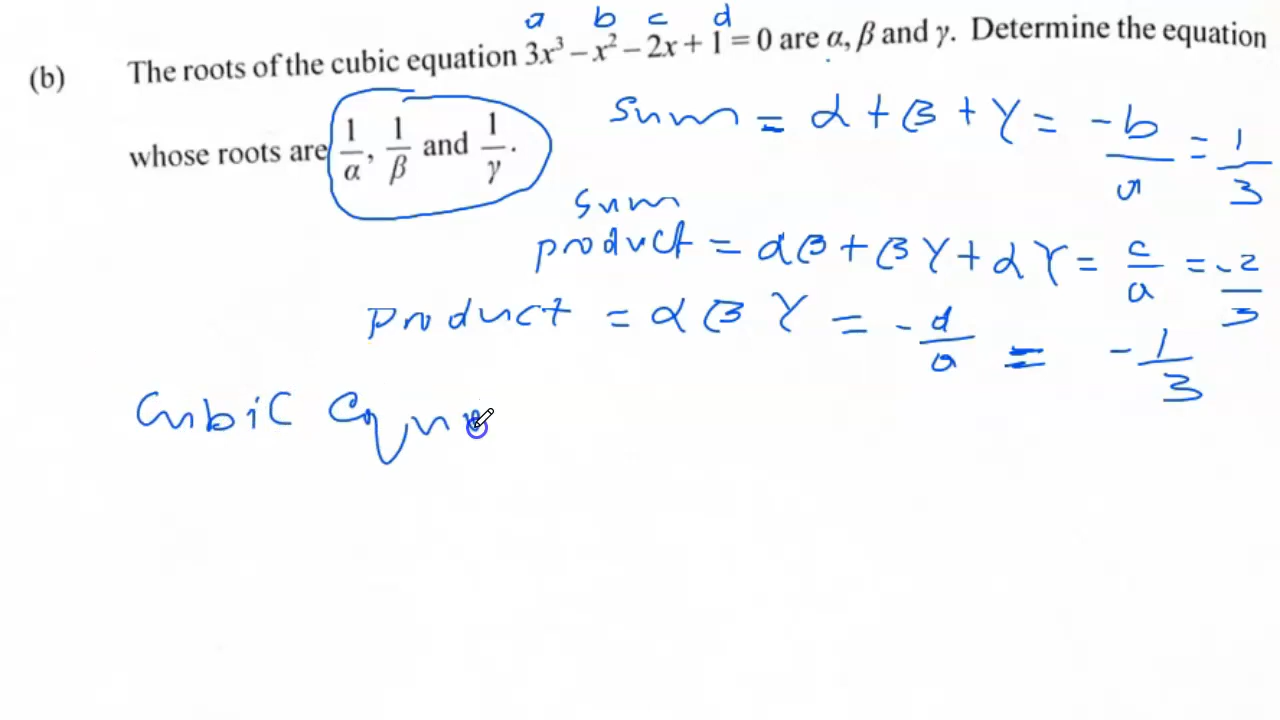 a b c d
(b) The roots of the cubic equation 3x³ – x² – 2x + 1 = 0 are α, β and γ. Determine the equation
whose roots are 1/α, 1/β and 1/γ.
Sum = α + β + γ = -b/a = 1/3
Sum
product = αβ + βγ + αγ = c/a = -2/3
product = αβγ = -d/a = -1/3
Cubic